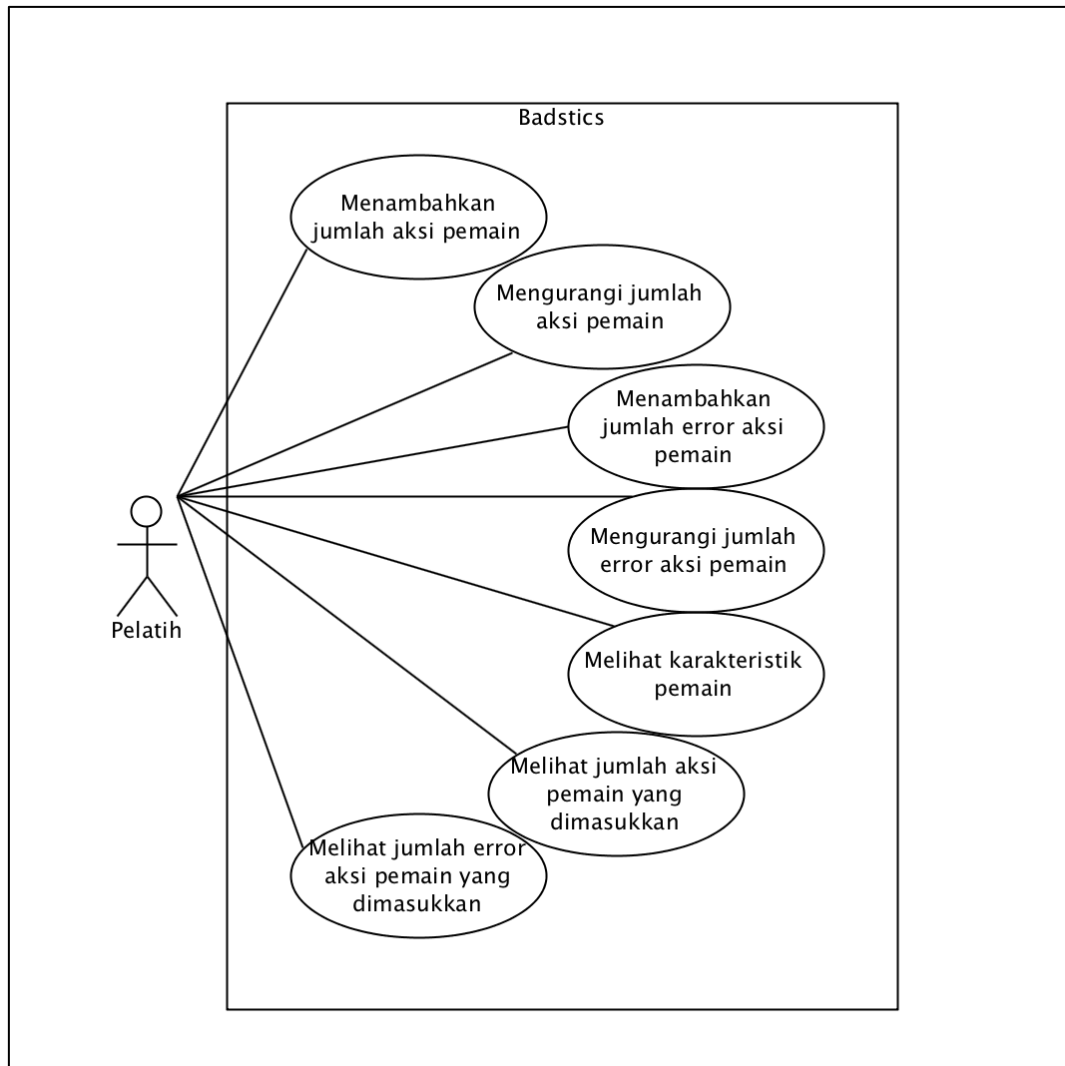 Badstics
Menambahkan
jumlah aksi pemain
Mengurangi jumlah
aksi pemain
Menambahkan
jumlah error aksi
pemain
Mengurangi jumlah
error aksi pemain
Pelatih
Melihat karakteristik
pemain
Melihat jumlah aksi
pemain yang
dimasukkan
Melihat jumlah error
aksi pemain yang
dimasukkan